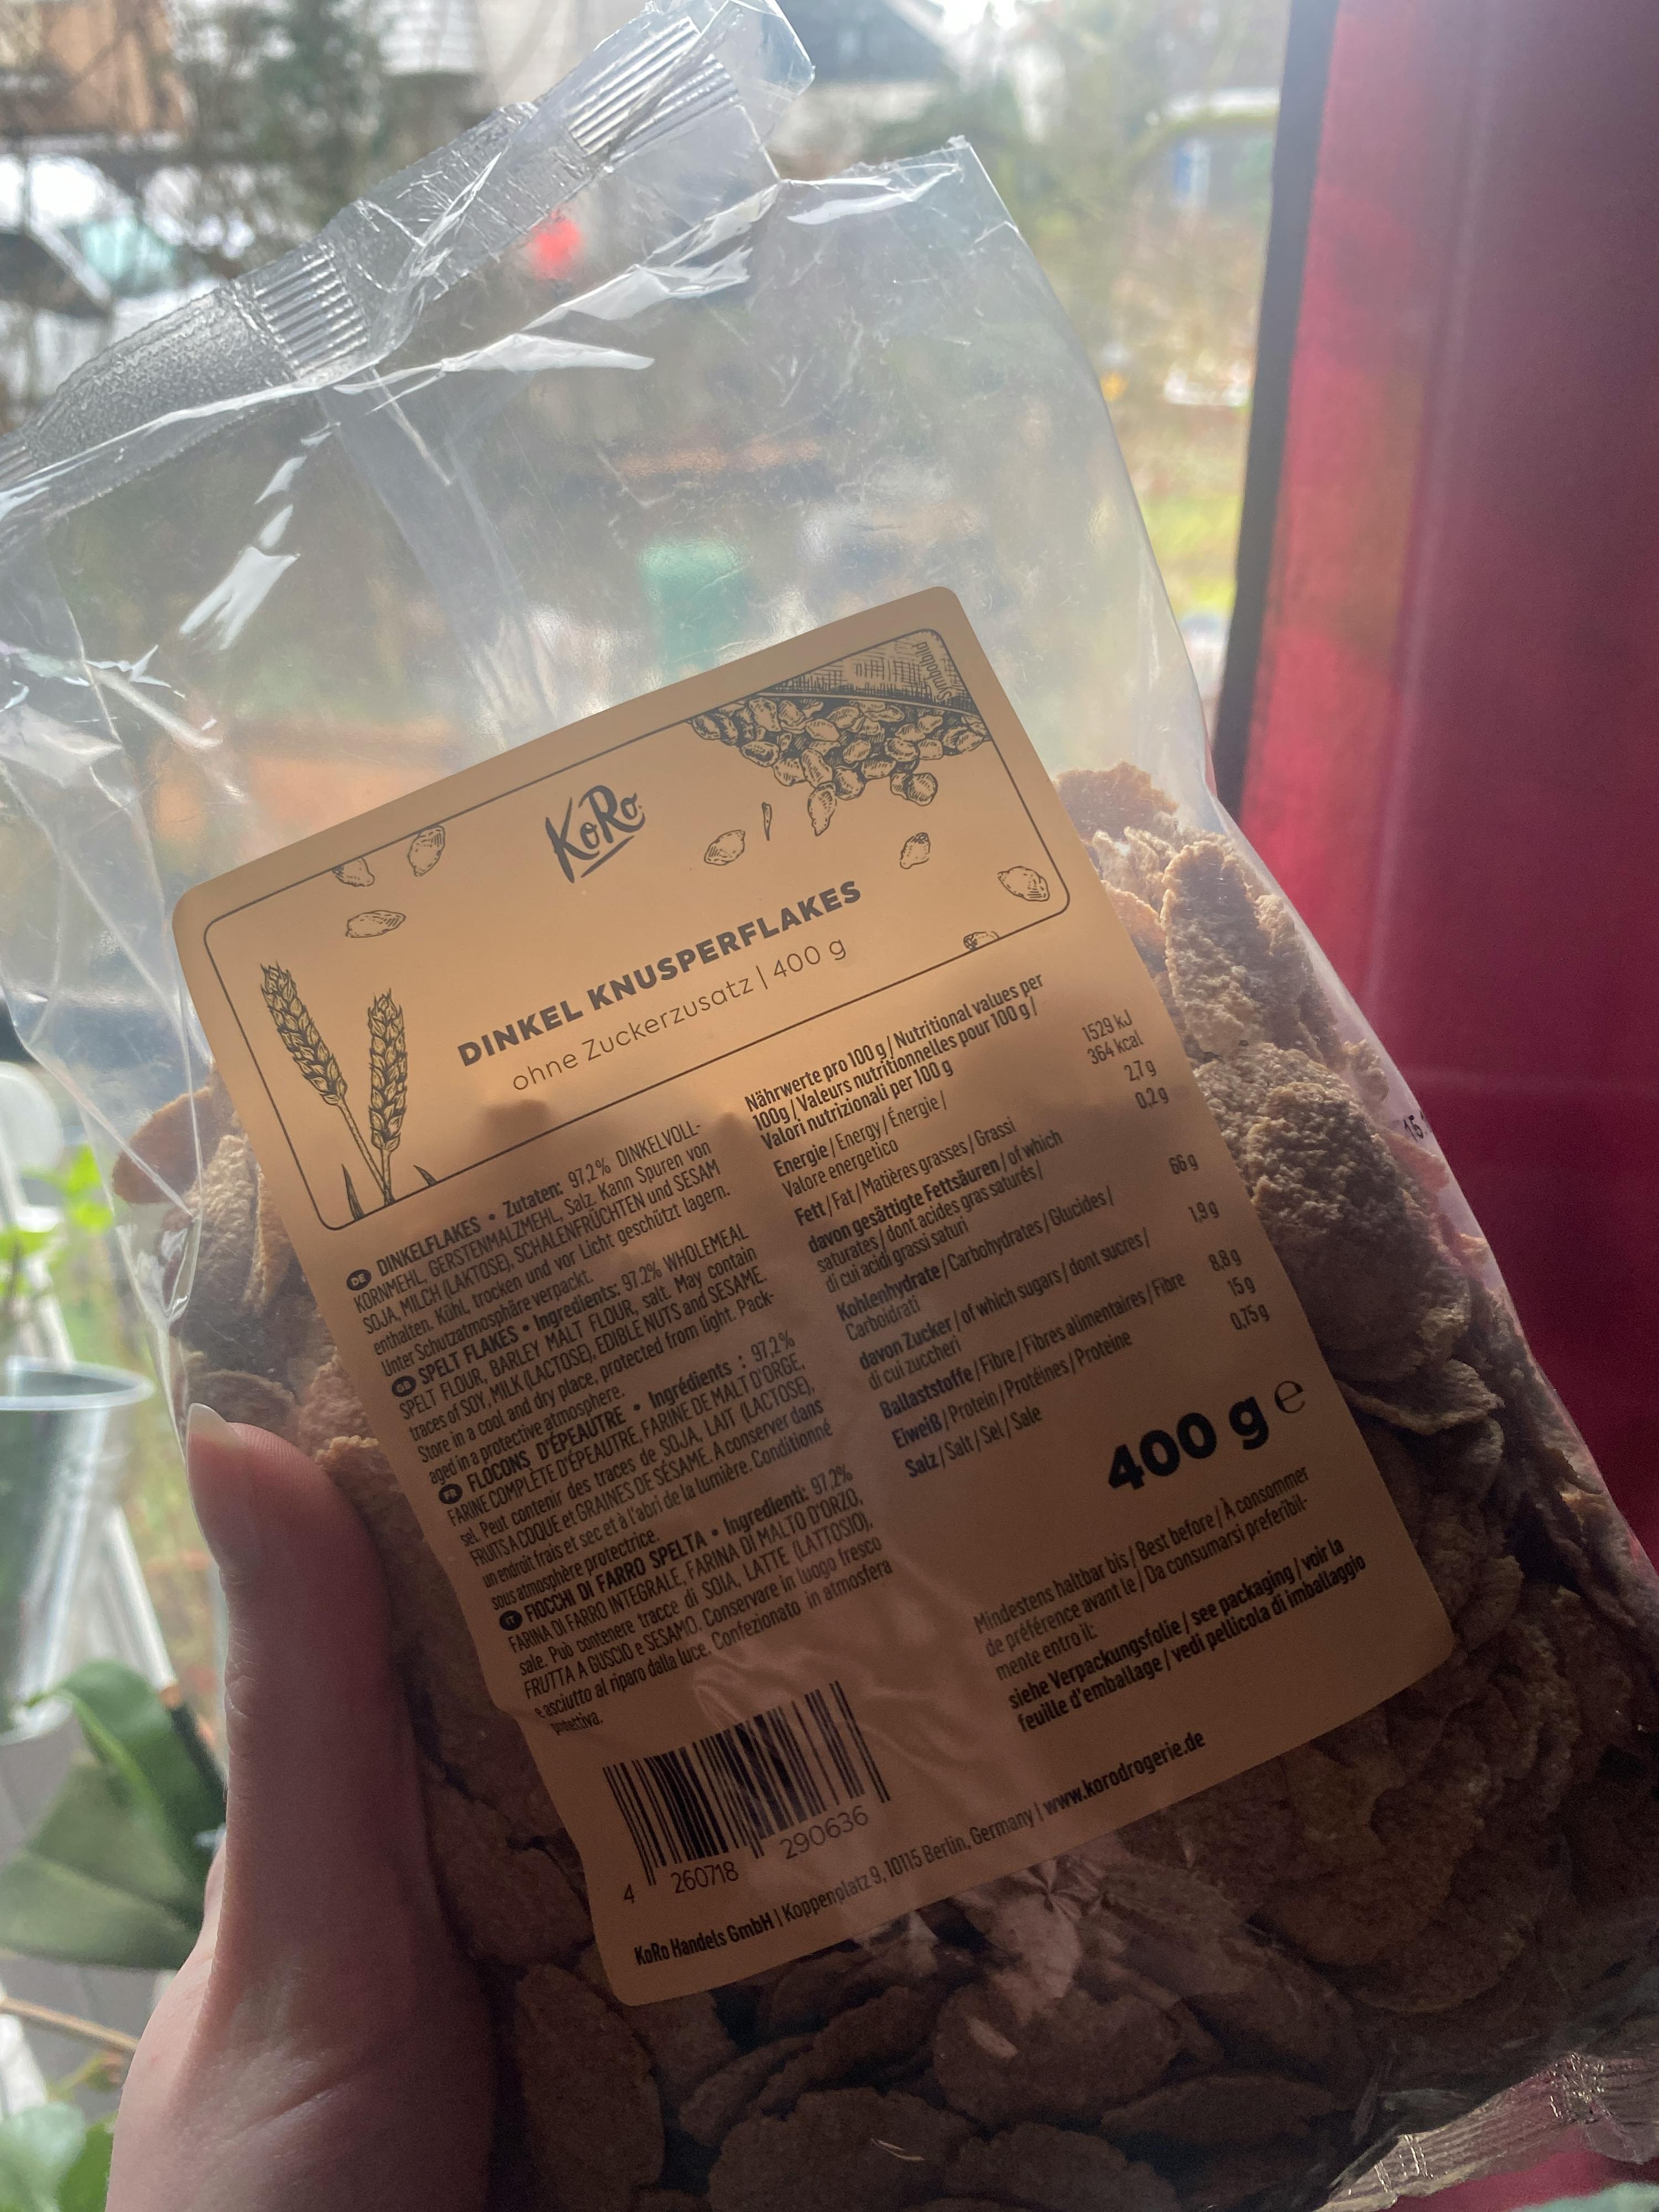 Symbolbild
KoRo
DINKEL KNUSPERFLAKES
ohne Zuckerzusatz | 400 g
DE DINKELFLAKES • Zutaten: 97,2% DINKELVOLL-
KORNMEHL, GERSTENMALZMEHL, Salz. Kann Spuren von
SOJA, MILCH (LAKTOSE), SCHALENFRÜCHTEN und SESAM
enthalten. Kühl, trocken und vor Licht geschützt lagern.
Unter Schutzatmosphäre verpackt.
GB SPELT FLAKES • Ingredients: 97.2% WHOLEMEAL
SPELT FLOUR, BARLEY MALT FLOUR, salt. May contain
traces of SOY, MILK (LACTOSE), EDIBLE NUTS and SESAME.
Store in a cool and dry place, protected from light. Pack-
aged in a protective atmosphere.
FR FLOCONS D'ÉPEAUTRE • Ingrédients : 97,2%
FARINE COMPLÈTE D'ÉPEAUTRE, FARINE DE MALT D'ORGE,
sel. Peut contenir des traces de SOJA, LAIT (LACTOSE),
FRUITS A COQUE et GRAINES DE SÉSAME. A conserver dans
un endroit frais et sec et à l'abri de la lumière. Conditionné
sous atmosphère protectrice.
IT FIOCCHI DI FARRO SPELTA • Ingredienti: 97,2%
FARINA DI FARRO INTEGRALE, FARINA DI MALTO D'ORZO,
sale. Può contenere tracce di SOIA, LATTE (LATTOSIO),
FRUTTA A GUSCIO e SESAMO. Conservare in luogo fresco
e asciutto al riparo dalla luce. Confezionato in atmosfera
protettiva.
Nährwerte pro 100 g / Nutritional values per
100g / Valeurs nutritionnelles pour 100 g /
Valori nutrizionali per 100 g
Energie / Energy / Énergie / 1529 kJ
Valore energetico 364 kcal
Fett / Fat / Matières grasses / Grassi 2,7 g
davon gesättigte Fettsäuren / of which 0,2 g
saturates / dont acides gras saturés /
di cui acidi grassi saturi
Kohlenhydrate / Carbohydrates / Glucides / 66 g
Carboidrati
davon Zucker / of which sugars / dont sucres / 1,9 g
di cui zuccheri
Ballaststoffe / Fibre / Fibres alimentaires / Fibre 8,8 g
Eiweiß / Protein / Protéines / Proteine 15 g
Salz / Salt / Sel / Sale 0,75 g
400 g e
Mindestens haltbar bis / Best before / À consommer
de préférence avant le / Da consumarsi preferibil-
mente entro il:
siehe Verpackungsfolie / see packaging / voir la
feuille d'emballage / vedi pellicola di imballaggio
4 260718 290636
KoRo Handels GmbH | Koppenplatz 9, 10115 Berlin, Germany | www.korodrogerie.de